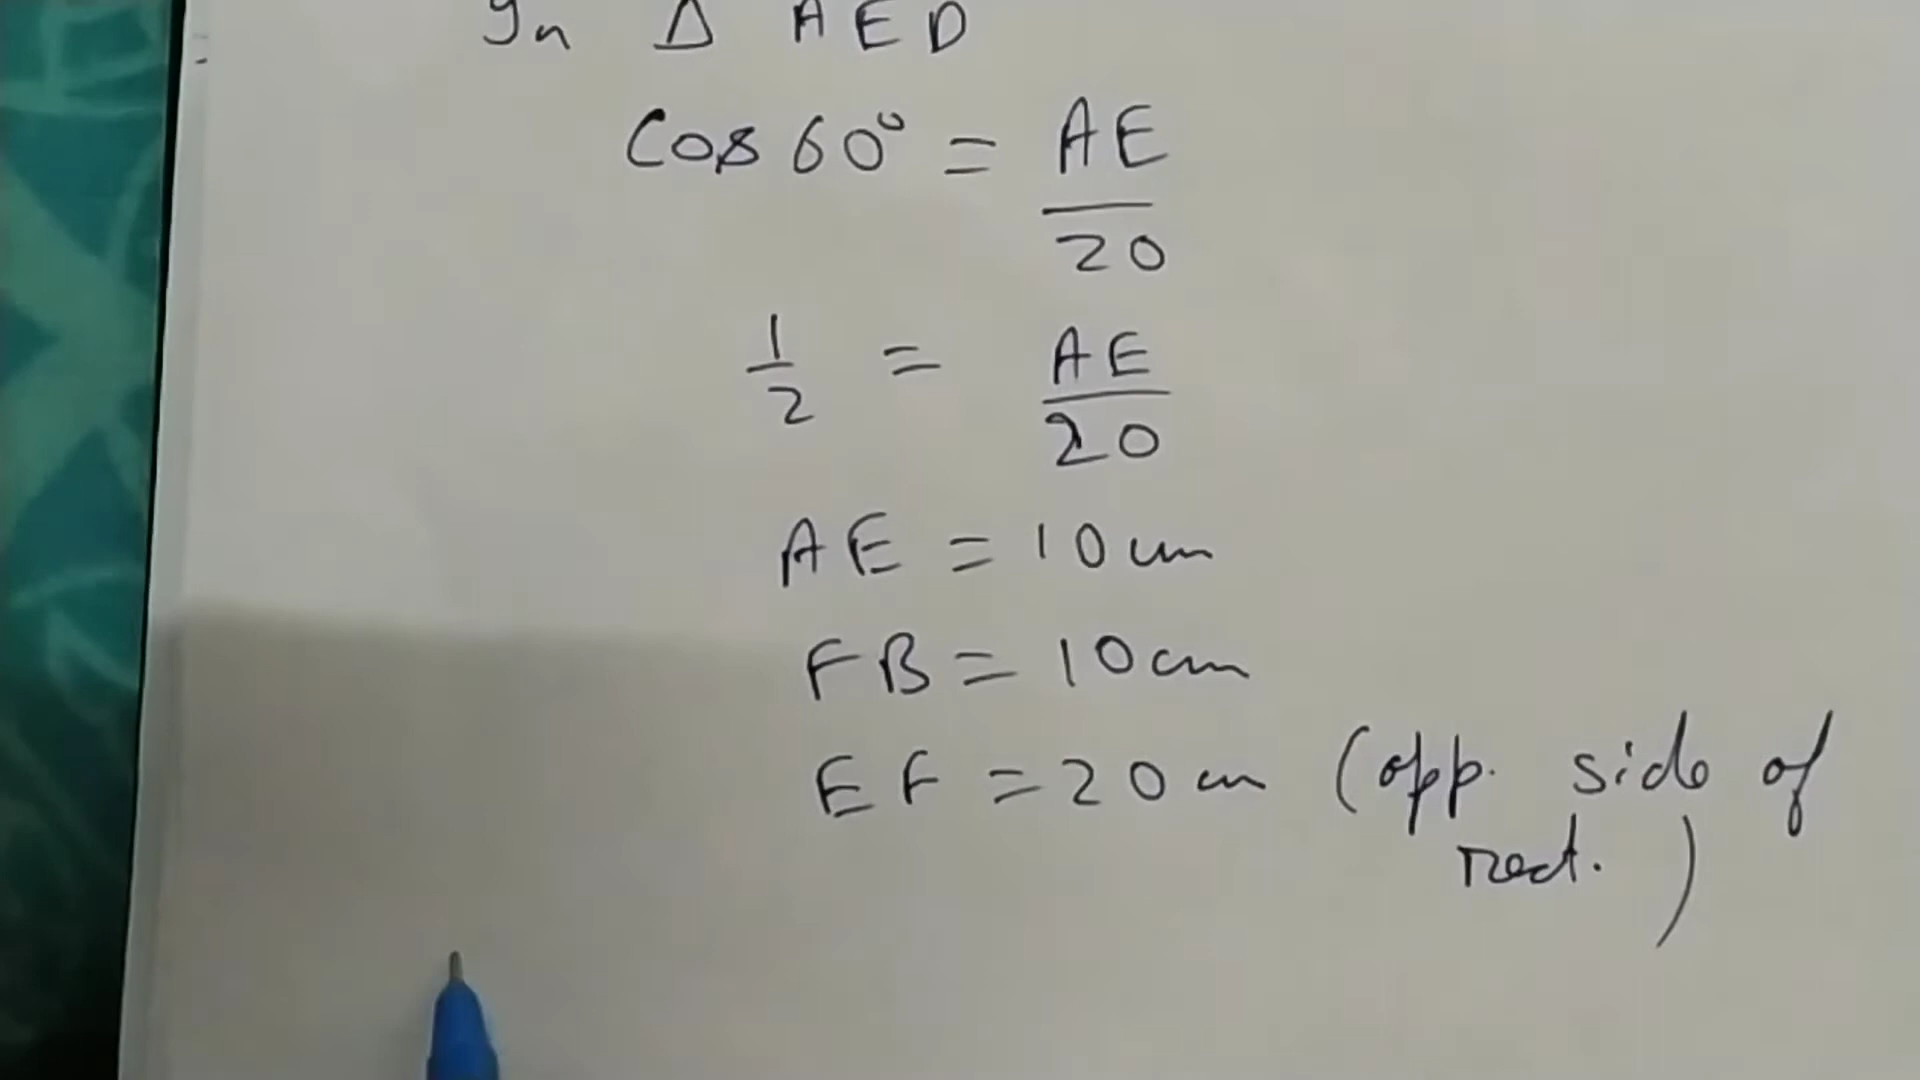 In Δ AED
Cos 60° = AE/20
1/2 = AE/20
AE = 10 cm
FB = 10 cm
EF = 20 cm (opp. side of
rect.)